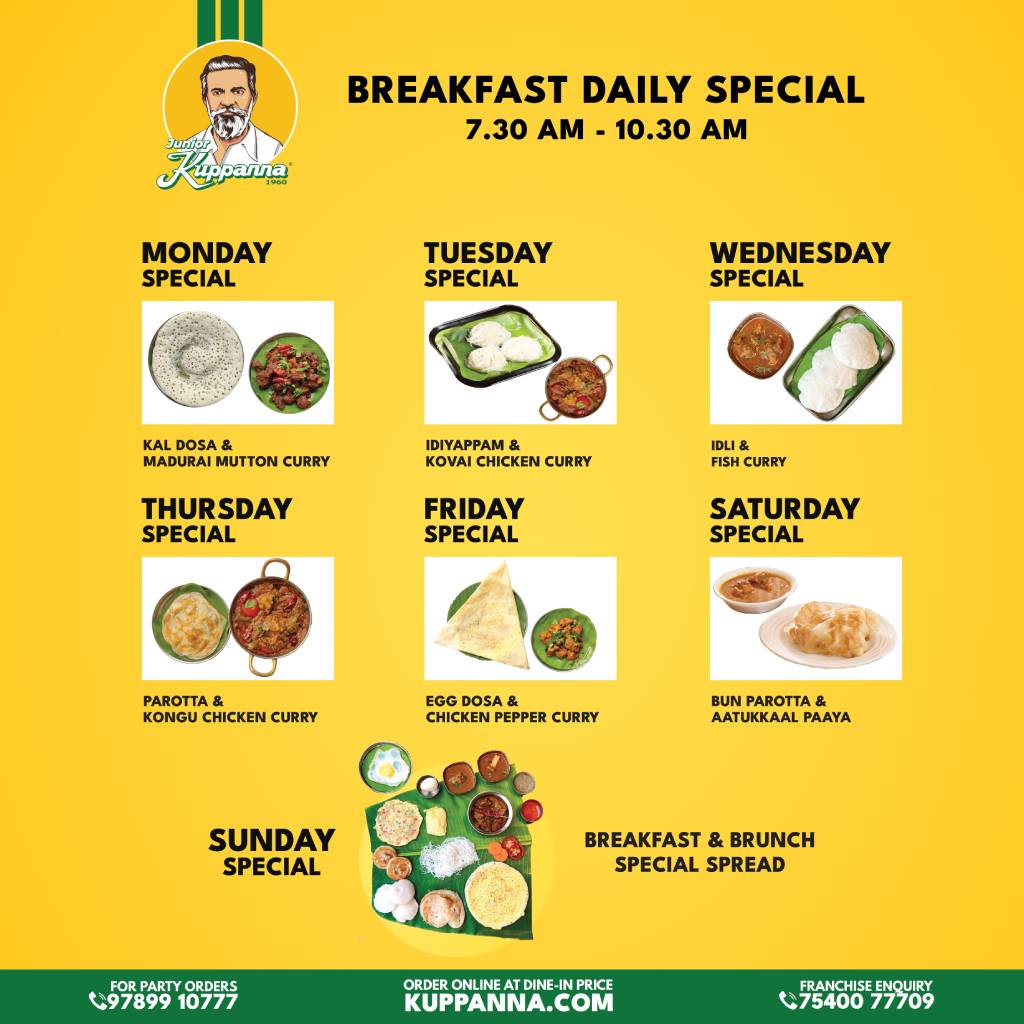 Junior
Kuppanna
1960
BREAKFAST DAILY SPECIAL
7.30 AM - 10.30 AM
MONDAY
SPECIAL
KAL DOSA &
MADURAI MUTTON CURRY
TUESDAY
SPECIAL
IDIYAPPAM &
KOVAI CHICKEN CURRY
WEDNESDAY
SPECIAL
IDLI &
FISH CURRY
THURSDAY
SPECIAL
PAROTTA &
KONGU CHICKEN CURRY
FRIDAY
SPECIAL
EGG DOSA &
CHICKEN PEPPER CURRY
SATURDAY
SPECIAL
BUN PAROTTA &
AATUKKAAL PAAYA
SUNDAY
SPECIAL
BREAKFAST & BRUNCH
SPECIAL SPREAD
FOR PARTY ORDERS
97899 10777
ORDER ONLINE AT DINE-IN PRICE
KUPPANNA.COM
FRANCHISE ENQUIRY
75400 77709